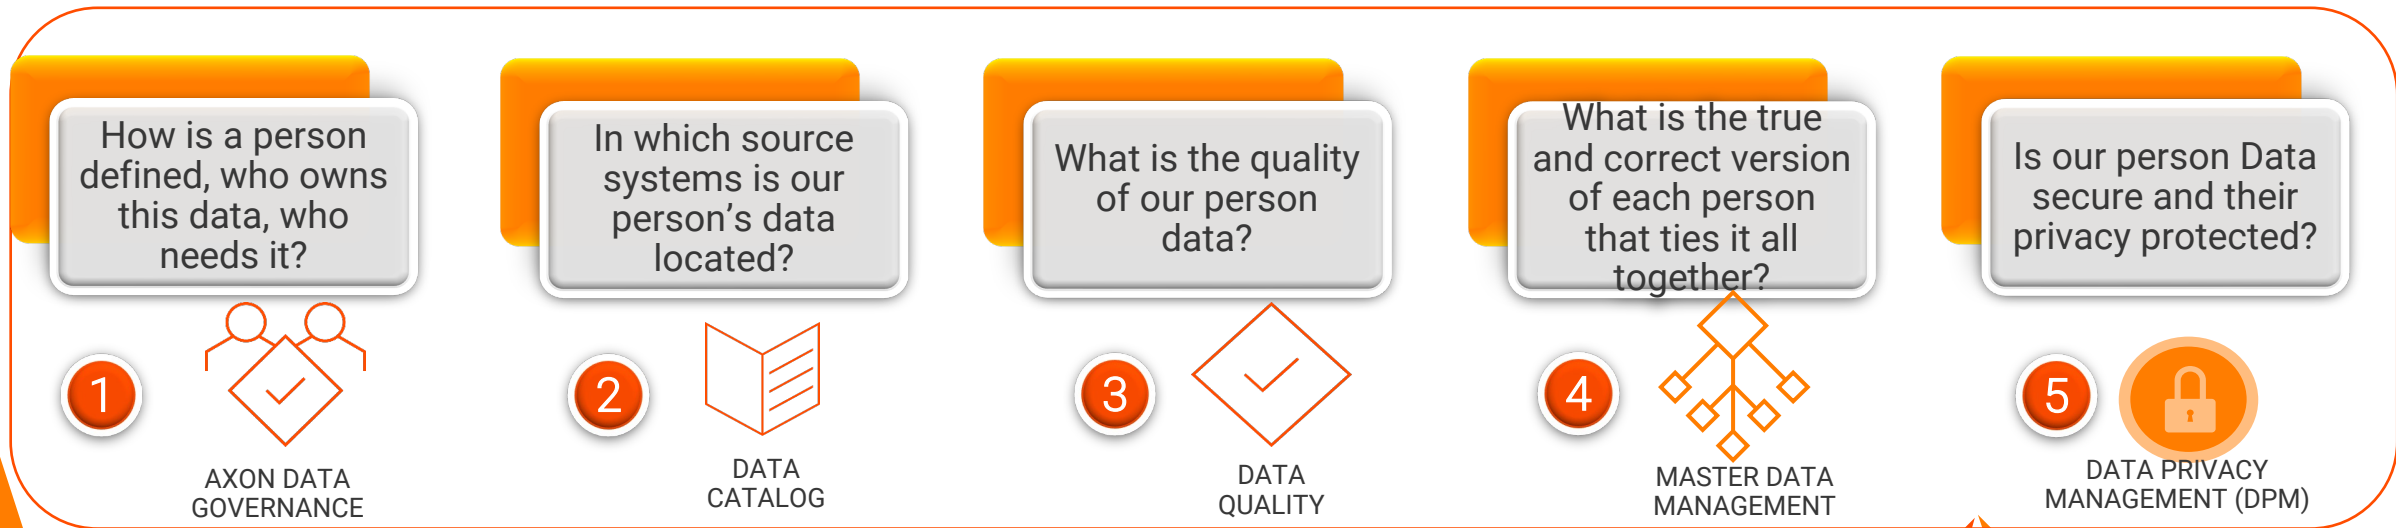 How is a person
defined, who owns
this data, who
needs it?
In which source
systems is our
person’s data
located?
What is the quality
of our person
data?
What is the true
and correct version
of each person
that ties it all
together?
Is our person Data
secure and their
privacy protected?
1
AXON DATA
GOVERNANCE
2
DATA
CATALOG
3
DATA
QUALITY
4
MASTER DATA
MANAGEMENT
5
DATA PRIVACY
MANAGEMENT (DPM)